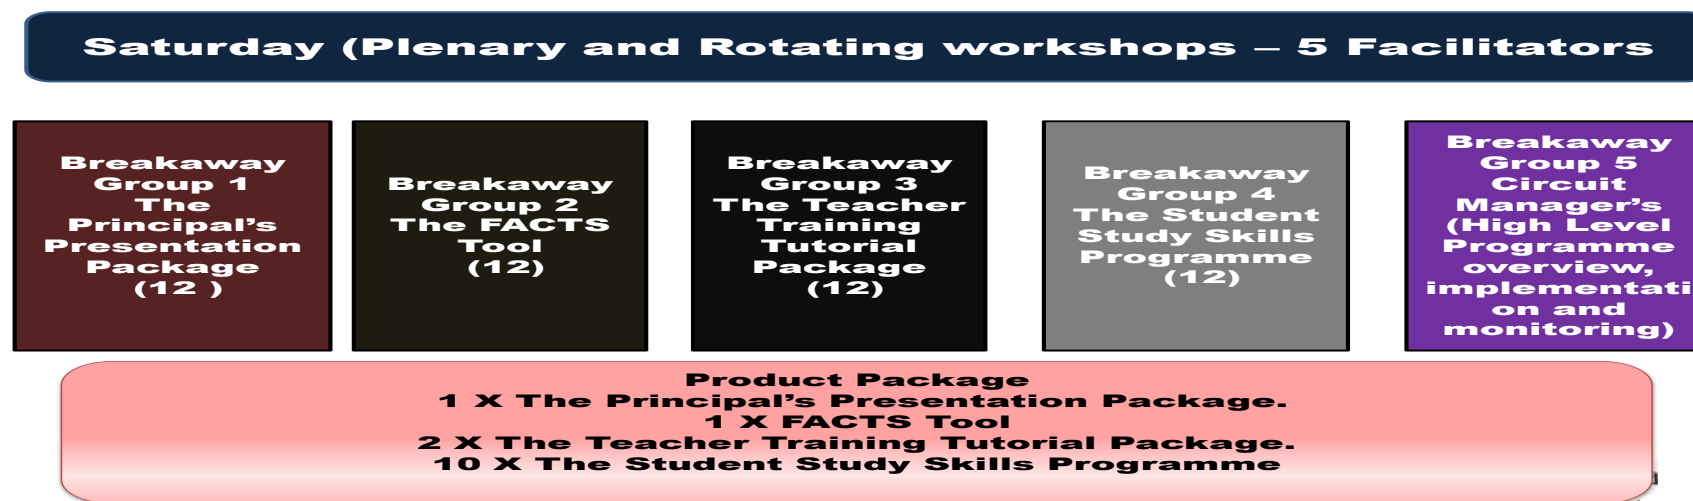 Saturday (Plenary and Rotating workshops – 5 Facilitators
Breakaway
Group 1
The
Principal’s
Presentation
Package
(12 )
Breakaway
Group 2
The FACTS
Tool
(12)
Breakaway
Group 3
The Teacher
Training
Tutorial
Package
(12)
Breakaway
Group 4
The Student
Study Skills
Programme
(12)
Breakaway
Group 5
Circuit
Manager’s
(High Level
Programme
overview,
implementati
on and
monitoring)
Product Package
1 X The Principal’s Presentation Package.
1 X FACTS Tool
2 X The Teacher Training Tutorial Package.
10 X The Student Study Skills Programme